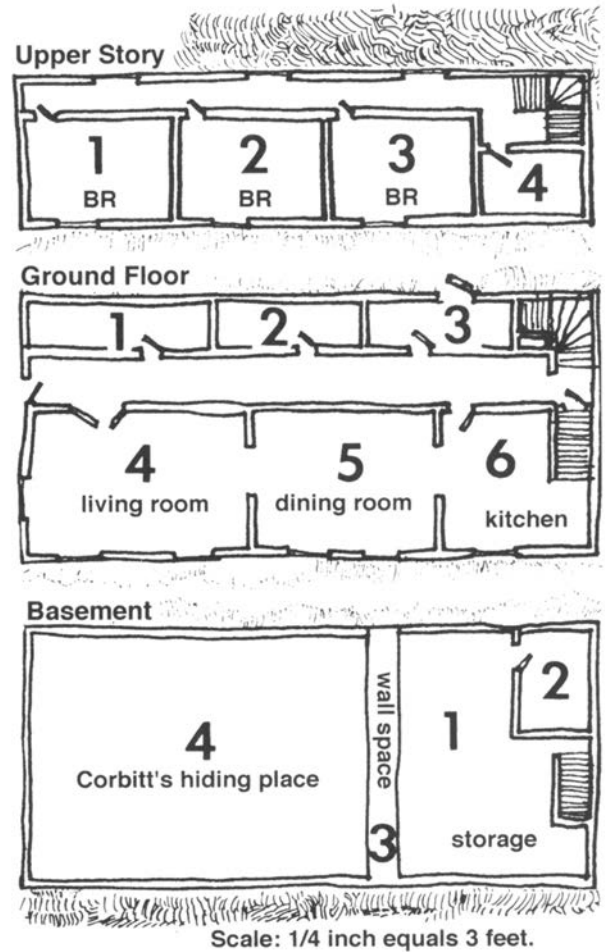 Upper Story
1
BR
2
BR
3
BR
4
Ground Floor
1
2
3
4
living room
5
dining room
6
kitchen
Basement
4
Corbitt's hiding place
wall space
3
1
storage
2
Scale: 1/4 inch equals 3 feet.